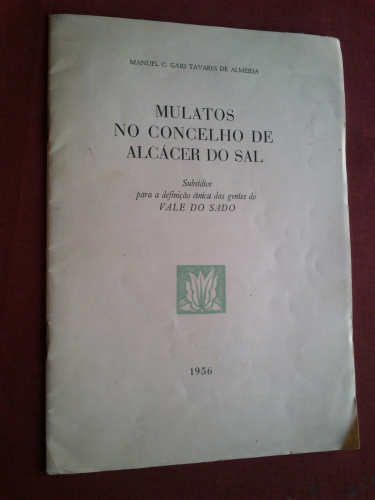 MANUEL C. GAIO TAVARES DE ALMEIDA
MULATOS
NO CONCELHO DE
ALCÁCER DO SAL
Subsídios
para a definição étnica das gentes do
VALE DO SADO
1956